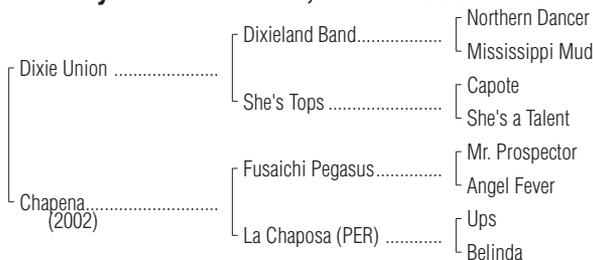 Northern Dancer
Dixieland Band..................
Mississippi Mud
Dixie Union ......................
Capote
She's Tops ........................
She's a Talent
Mr. Prospector
Fusaichi Pegasus..............
Angel Fever
Chapena............................
(2002)
Ups
La Chaposa (PER) ............
Belinda